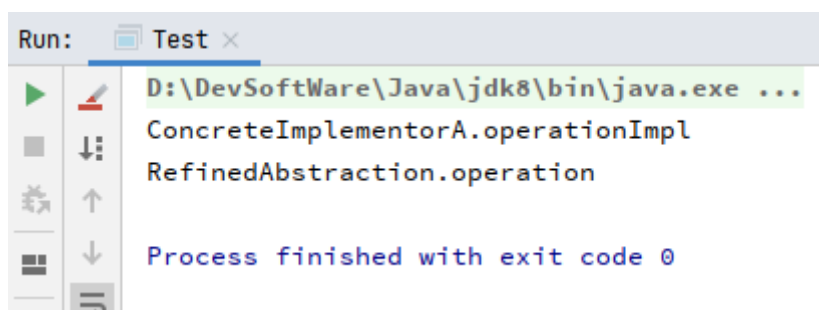 Run: Test ×
D:\DevSoftWare\Java\jdk8\bin\java.exe ...
ConcreteImplementorA.operationImpl
RefinedAbstraction.operation
Process finished with exit code 0